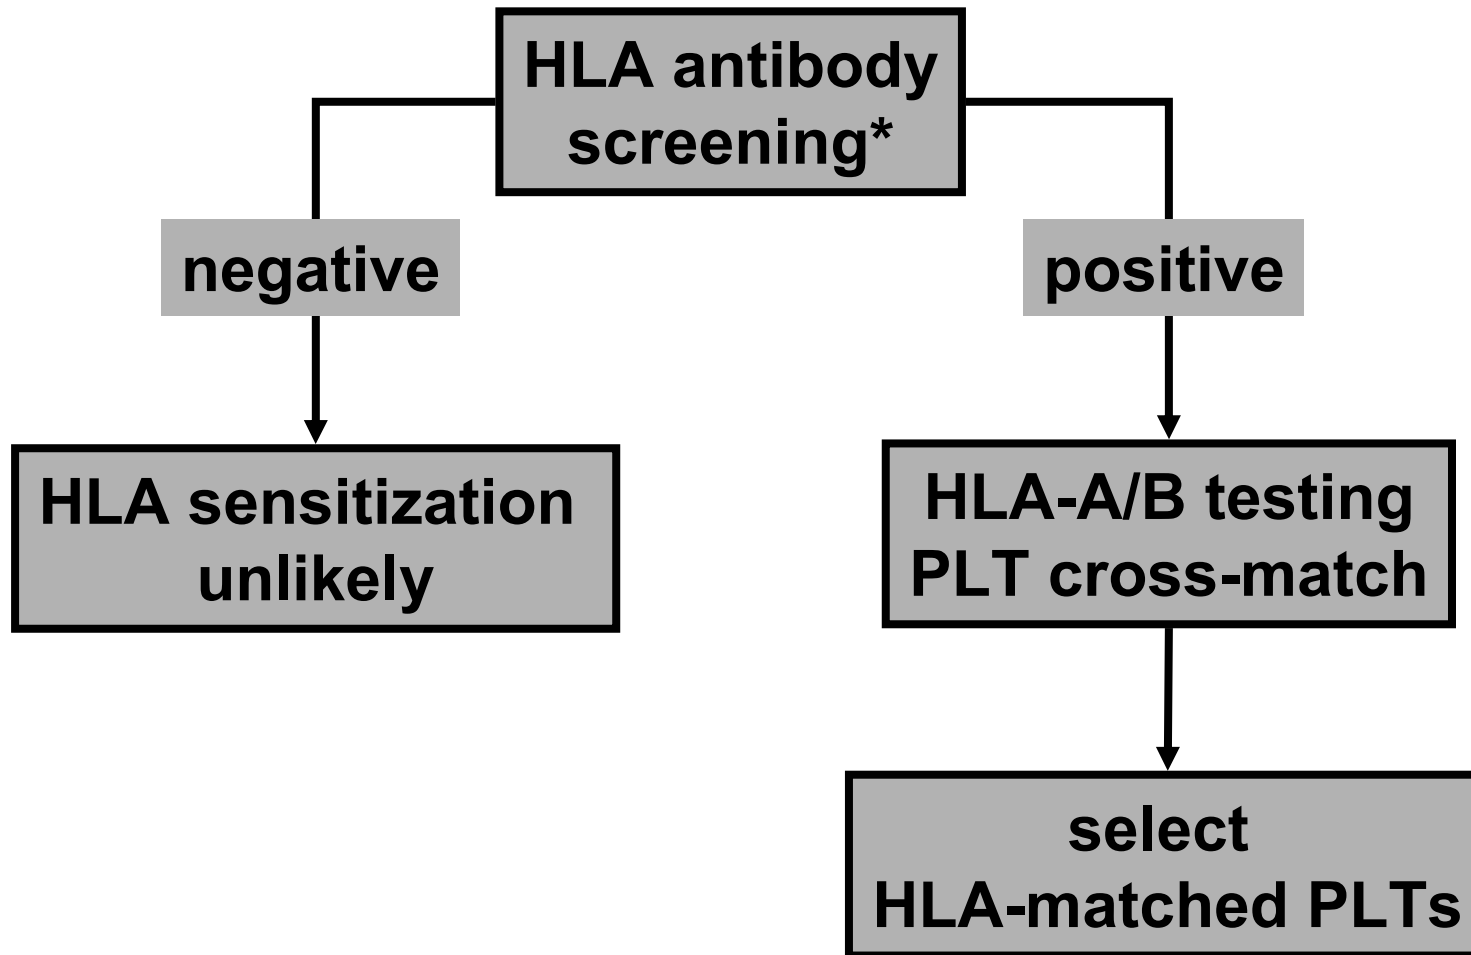 HLA antibody
screening*
negative
positive
HLA sensitization
unlikely
HLA-A/B testing
PLT cross-match
select
HLA-matched PLTs